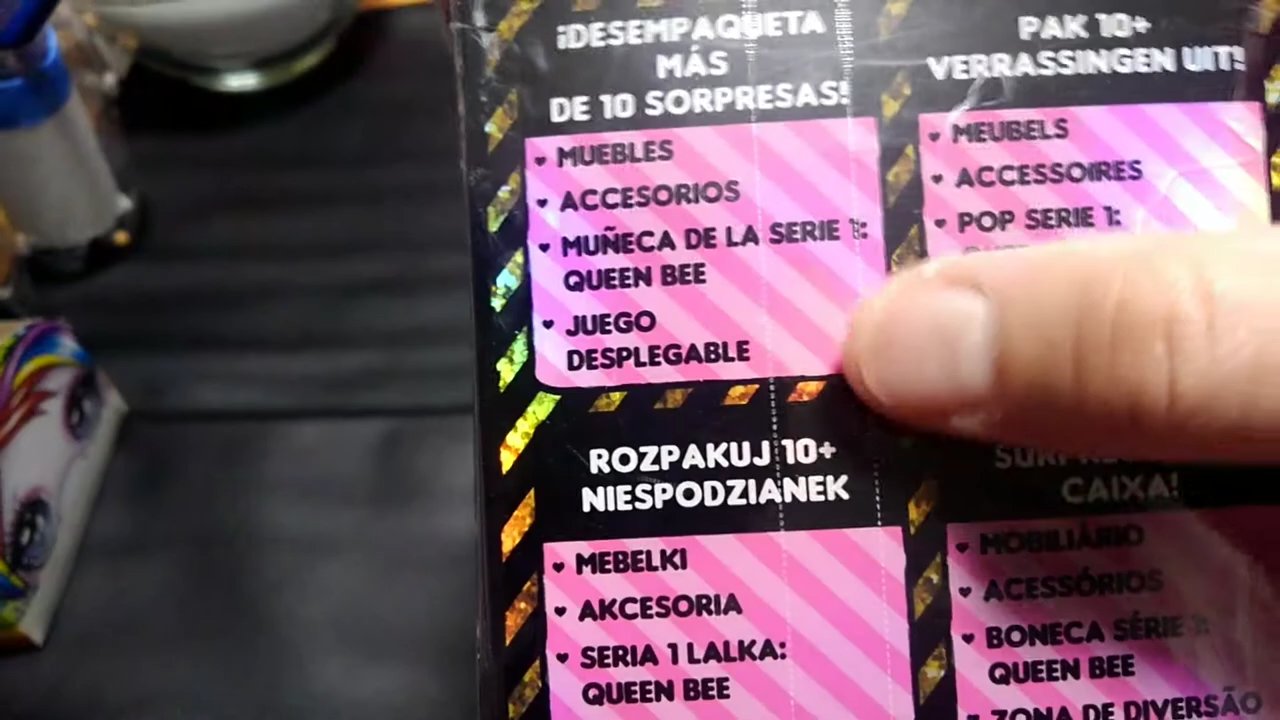 ¡DESEMPAQUETA
MÁS
DE 10 SORPRESAS!
MUEBLES
ACCESORIOS
MUÑECA DE LA SERIE 1:
QUEEN BEE
JUEGO
DESPLEGABLE
PAK 10+
VERRASSINGEN UIT!
MEUBELS
ACCESSOIRES
POP SERIE 1:
ROZPAKUJ 10+
NIESPODZIANEK
MEBELKI
AKCESORIA
SERIA 1 LALKA:
QUEEN BEE
CAIXA!
MOBILIÁRIO
ACESSÓRIOS
BONECA SÉRIE 1:
QUEEN BEE
ZONA DE DIVERSÃO